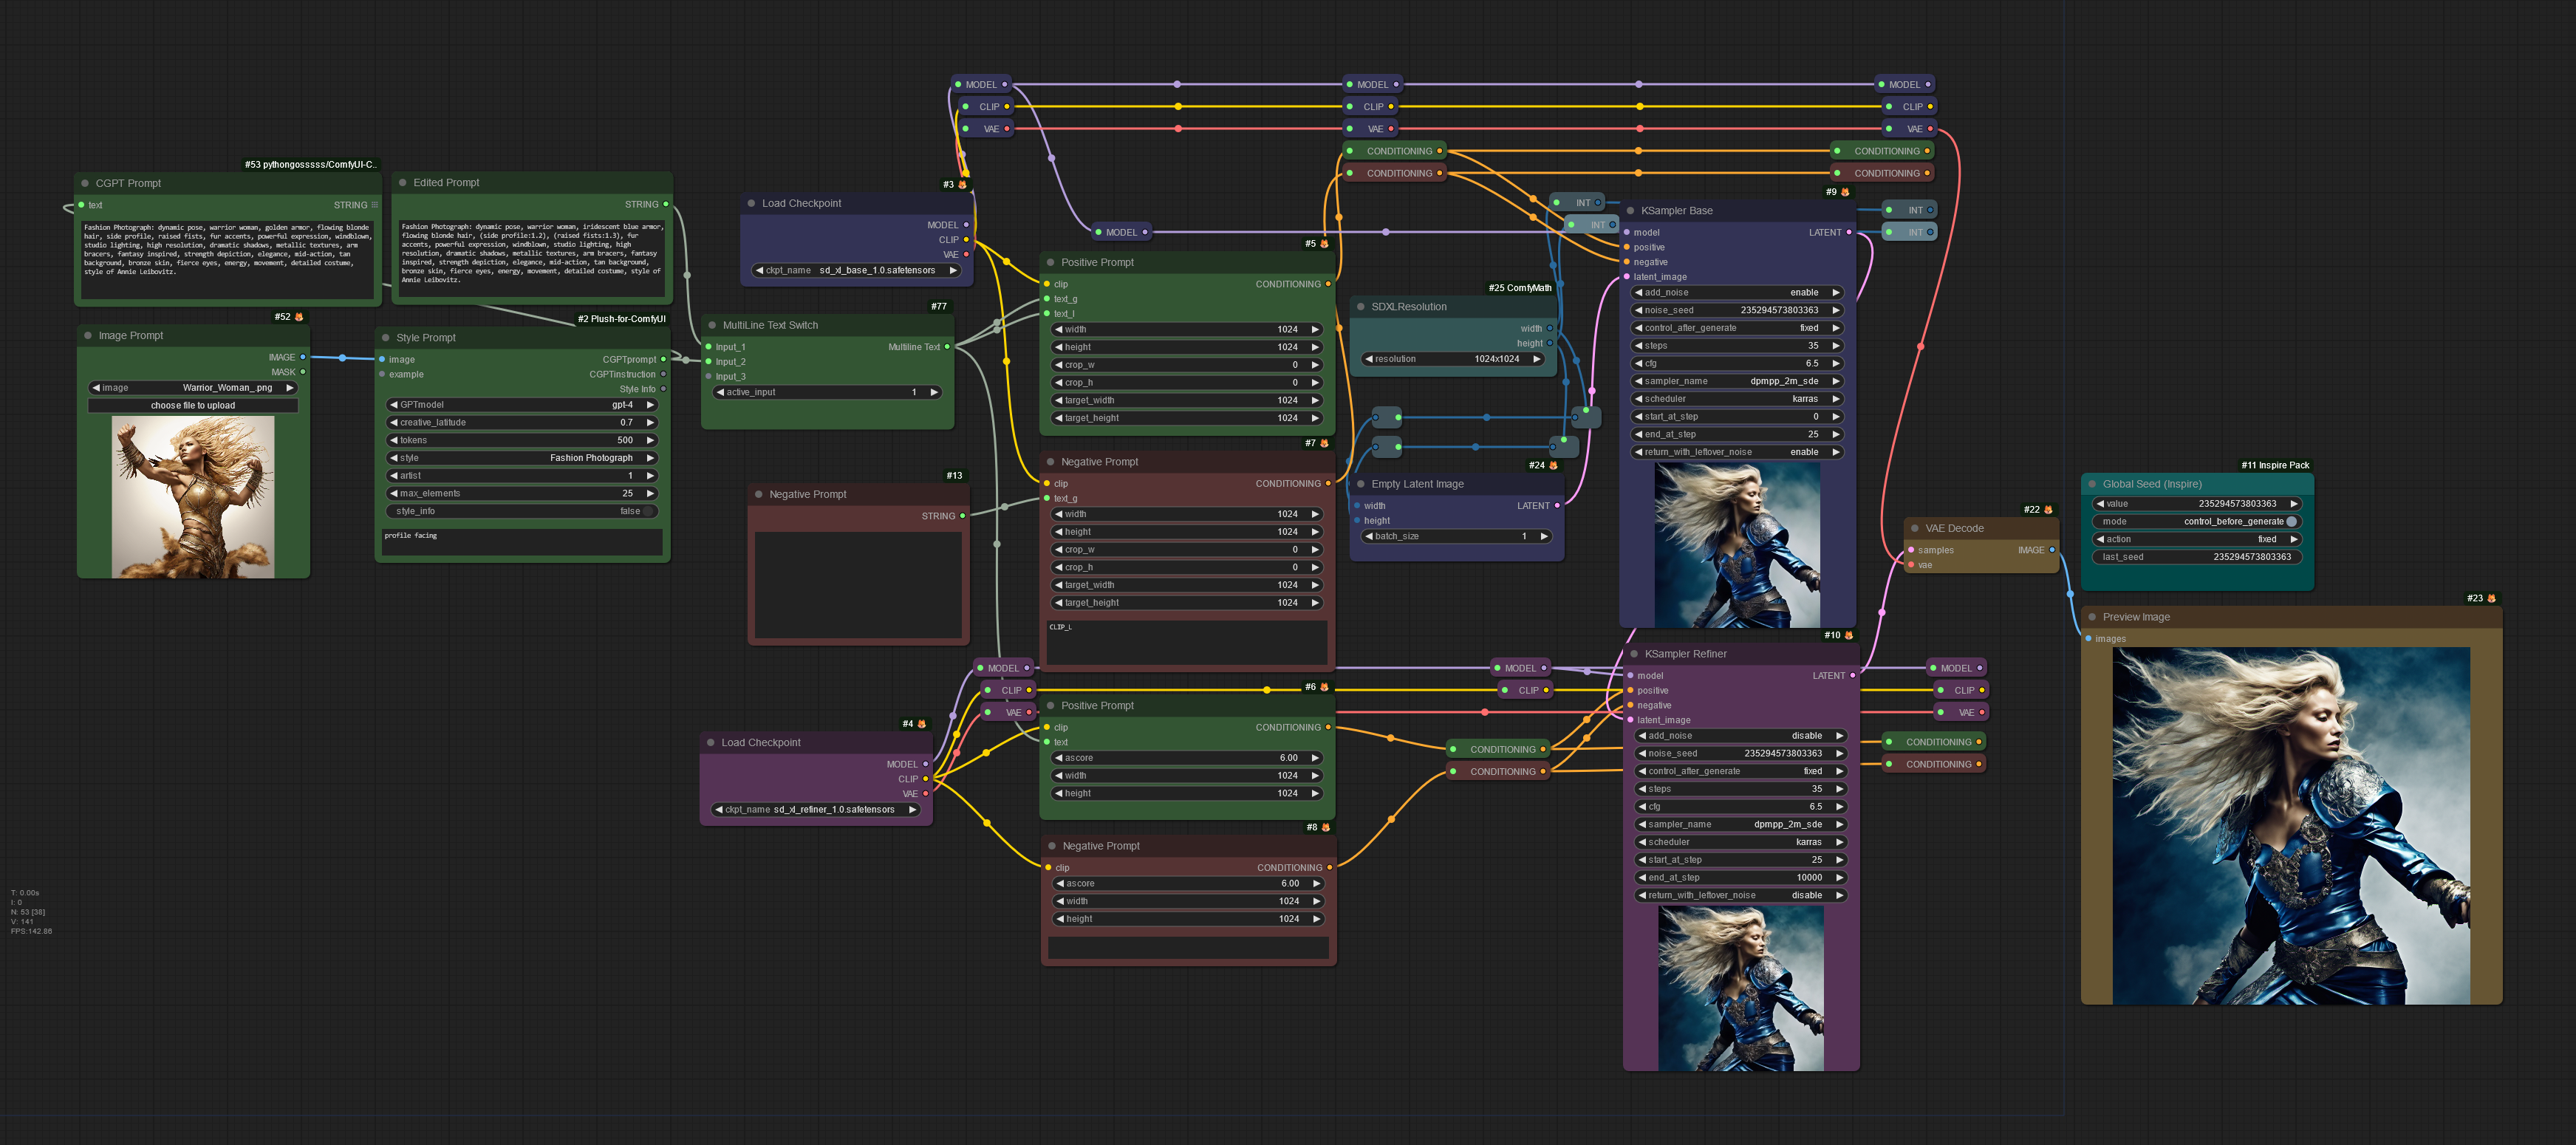 MODEL
MODEL
MODEL
CLIP
CLIP
CLIP
VAE
VAE
VAE
CONDITIONING
CONDITIONING
CONDITIONING
CONDITIONING
#53 pythongosssss/ComfyUI-C..
CGPT Prompt
text
STRING
Fashion Photograph: dynamic pose, warrior woman, golden armor, flowing blonde
hair, side profile, raised fists, fur accents, powerful expression, windblown,
studio lighting, high resolution, dramatic shadows, metallic textures, arm
bracers, fantasy inspired, strength depiction, elegance, mid-action, tan
background, bronze skin, fierce eyes, energy, movement, detailed costume,
style of Annie Leibovitz.
Edited Prompt
STRING
Fashion Photograph: dynamic pose, warrior woman, iridescent blue armor,
flowing blonde hair, (side profile:1.2), (raised fists:1.3), fur
accents, powerful expression, windblown, studio lighting, high
resolution, dramatic shadows, metallic textures, arm bracers, fantasy
inspired, strength depiction, elegance, mid-action, tan background,
bronze skin, fierce eyes, energy, movement, detailed costume, style of
Annie Leibovitz.
#52
Image Prompt
IMAGE
MASK
image Warrior_Woman_.png
choose file to upload
#2 Plush-for-ComfyUI
Style Prompt
image
CGPTprompt
example
CGPTinstruction
Style Info
GPTmodel gpt-4
creative_latitude 0.7
tokens 500
style Fashion Photograph
artist 1
max_elements 25
style_info false
profile facing
#3
Load Checkpoint
MODEL
CLIP
VAE
ckpt_name sd_xl_base_1.0.safetensors
#77
MultiLine Text Switch
Input_1
Multiline Text
Input_2
Input_3
active_input 1
#13
Negative Prompt
STRING
#4
Load Checkpoint
MODEL
CLIP
VAE
ckpt_name sd_xl_refiner_1.0.safetensors
MODEL
#5
Positive Prompt
clip
CONDITIONING
text_g
text_l
width 1024
height 1024
crop_w 0
crop_h 0
target_width 1024
target_height 1024
#7
Negative Prompt
clip
CONDITIONING
text_g
width 1024
height 1024
crop_w 0
crop_h 0
target_width 1024
target_height 1024
CLIP_L
MODEL
CLIP
VAE
#6
Positive Prompt
clip
CONDITIONING
text
ascore 6.00
width 1024
height 1024
#8
Negative Prompt
clip
CONDITIONING
ascore 6.00
width 1024
height 1024
#25 ComfyMath
SDXLResolution
width
height
resolution 1024x1024
#24
Empty Latent Image
width
LATENT
height
batch_size 1
INT
INT
#9
KSampler Base
model
LATENT
positive
negative
latent_image
add_noise enable
noise_seed 235294573803363
control_after_generate fixed
steps 35
cfg 6.5
sampler_name dpmpp_2m_sde
scheduler karras
start_at_step 0
end_at_step 25
return_with_leftover_noise enable
INT
INT
MODEL
CLIP
CONDITIONING
CONDITIONING
#10
KSampler Refiner
model
LATENT
positive
negative
latent_image
add_noise disable
noise_seed 235294573803363
control_after_generate fixed
steps 35
cfg 6.5
sampler_name dpmpp_2m_sde
scheduler karras
start_at_step 25
end_at_step 10000
return_with_leftover_noise disable
MODEL
CLIP
VAE
CONDITIONING
CONDITIONING
#22
VAE Decode
samples
IMAGE
vae
#11 Inspire Pack
Global Seed (Inspire)
value 235294573803363
mode control_before_generate
action fixed
last_seed 235294573803363
#23
Preview Image
images
T: 0.00s
I: 0
N: 53 [38]
V: 141
FPS:142.86